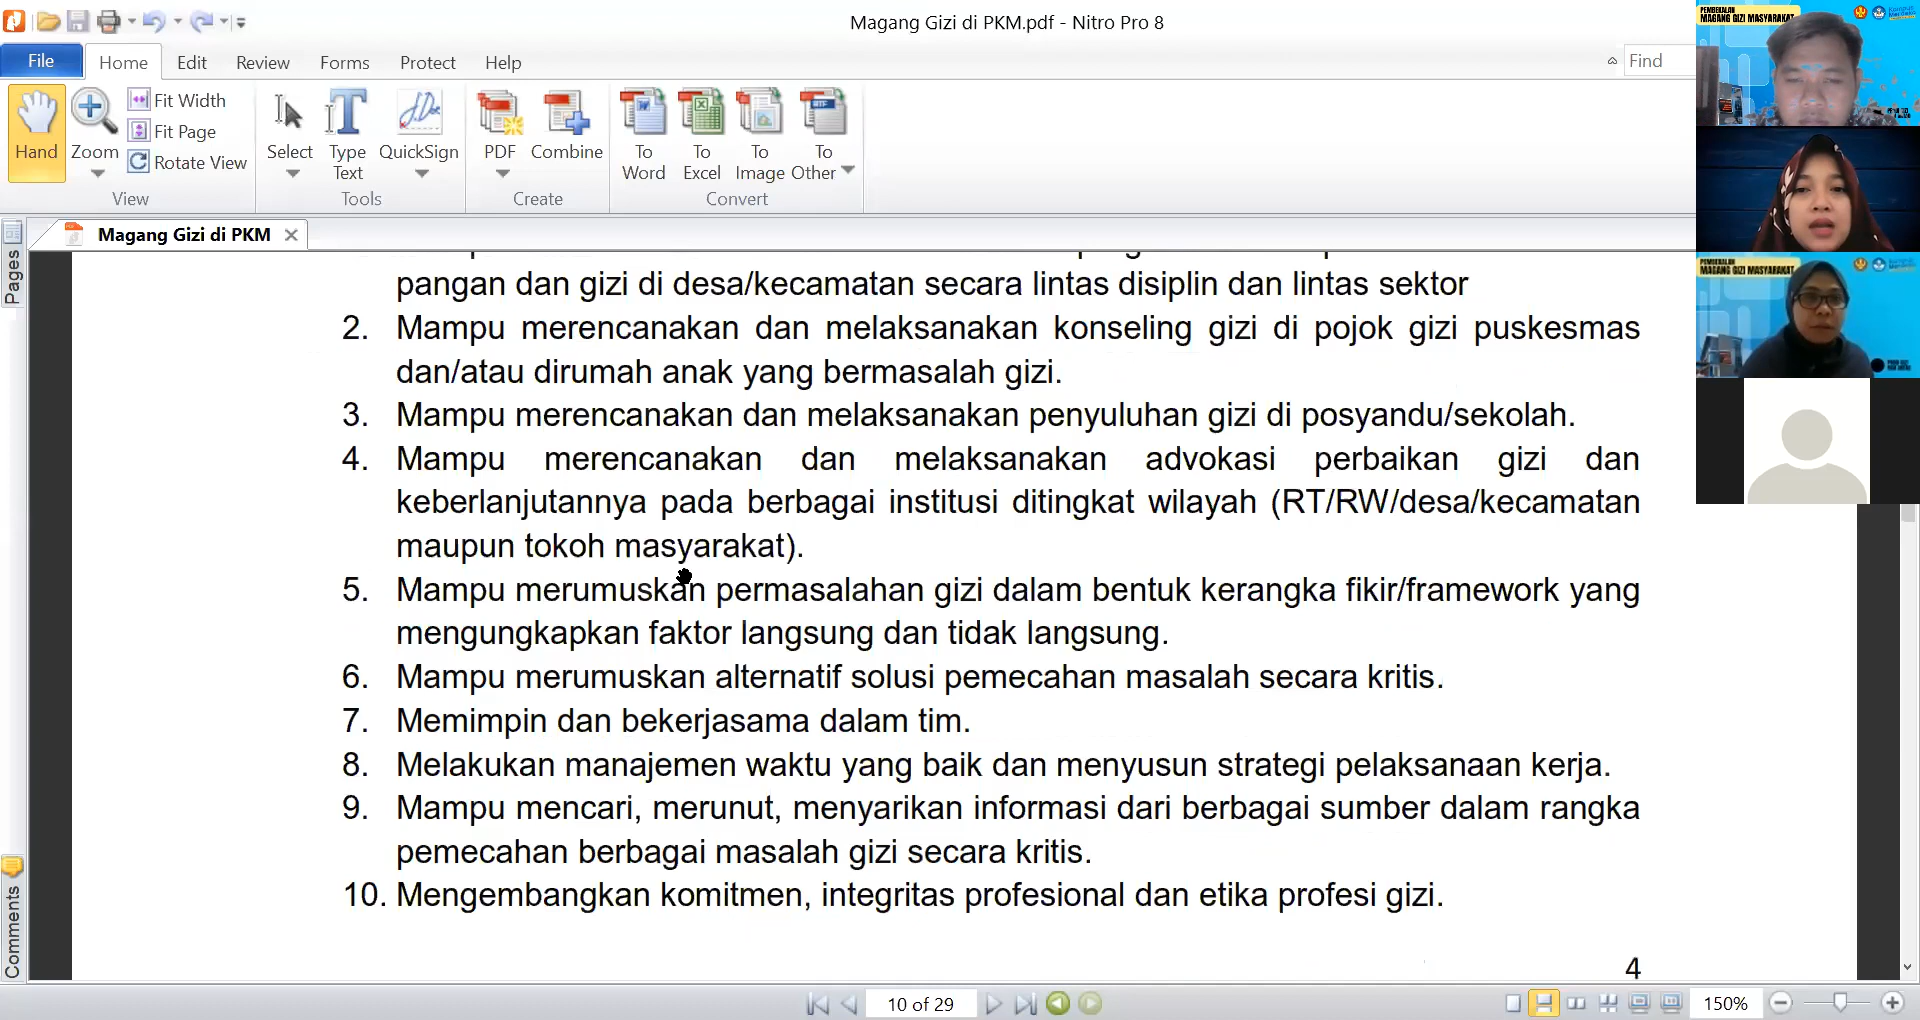 Magang Gizi di PKM.pdf - Nitro Pro 8
File Home Edit Review Forms Protect Help
Find
Hand
Zoom
Fit Width
Fit Page
Rotate View
View
Select
Type Text
QuickSign
Tools
PDF
Combine
Create
To Word
To Excel
To Image
To Other
Convert
Magang Gizi di PKM
Pages
Comments
pangan dan gizi di desa/kecamatan secara lintas disiplin dan lintas sektor
2. Mampu merencanakan dan melaksanakan konseling gizi di pojok gizi puskesmas
dan/atau dirumah anak yang bermasalah gizi.
3. Mampu merencanakan dan melaksanakan penyuluhan gizi di posyandu/sekolah.
4. Mampu merencanakan dan melaksanakan advokasi perbaikan gizi dan
keberlanjutannya pada berbagai institusi ditingkat wilayah (RT/RW/desa/kecamatan
maupun tokoh masyarakat).
5. Mampu merumuskan permasalahan gizi dalam bentuk kerangka fikir/framework yang
mengungkapkan faktor langsung dan tidak langsung.
6. Mampu merumuskan alternatif solusi pemecahan masalah secara kritis.
7. Memimpin dan bekerjasama dalam tim.
8. Melakukan manajemen waktu yang baik dan menyusun strategi pelaksanaan kerja.
9. Mampu mencari, merunut, menyarikan informasi dari berbagai sumber dalam rangka
pemecahan berbagai masalah gizi secara kritis.
10. Mengembangkan komitmen, integritas profesional dan etika profesi gizi.
4
10 of 29
150%
PEMBEKALAN
MAGANG GIZI MASYARAKAT
PEMBEKALAN
MAGANG GIZI MASYARAKAT